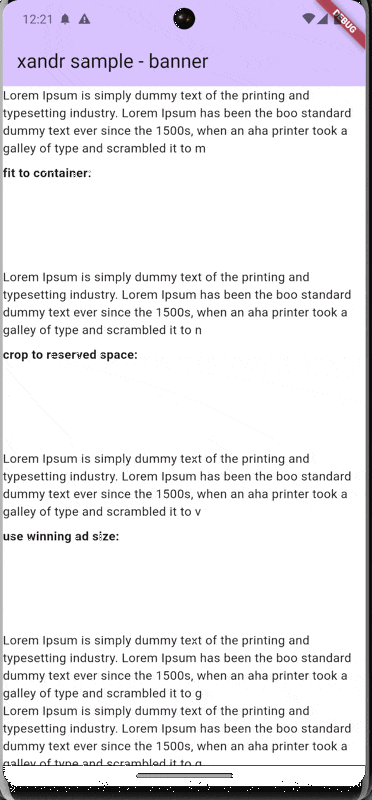 12:21
DEBUG
xandr sample - banner
Lorem Ipsum is simply dummy text of the printing and
typesetting industry. Lorem Ipsum has been the boo standard
dummy text ever since the 1500s, when an aha printer took a
galley of type and scrambled it to m
fit to container:
Lorem Ipsum is simply dummy text of the printing and
typesetting industry. Lorem Ipsum has been the boo standard
dummy text ever since the 1500s, when an aha printer took a
galley of type and scrambled it to n
crop to reserved space:
Lorem Ipsum is simply dummy text of the printing and
typesetting industry. Lorem Ipsum has been the boo standard
dummy text ever since the 1500s, when an aha printer took a
galley of type and scrambled it to v
use winning ad size:
Lorem Ipsum is simply dummy text of the printing and
typesetting industry. Lorem Ipsum has been the boo standard
dummy text ever since the 1500s, when an aha printer took a
galley of type and scrambled it to g
Lorem Ipsum is simply dummy text of the printing and
typesetting industry. Lorem Ipsum has been the boo standard
dummy text ever since the 1500s, when an aha printer took a
galley of type and scrambled it to g